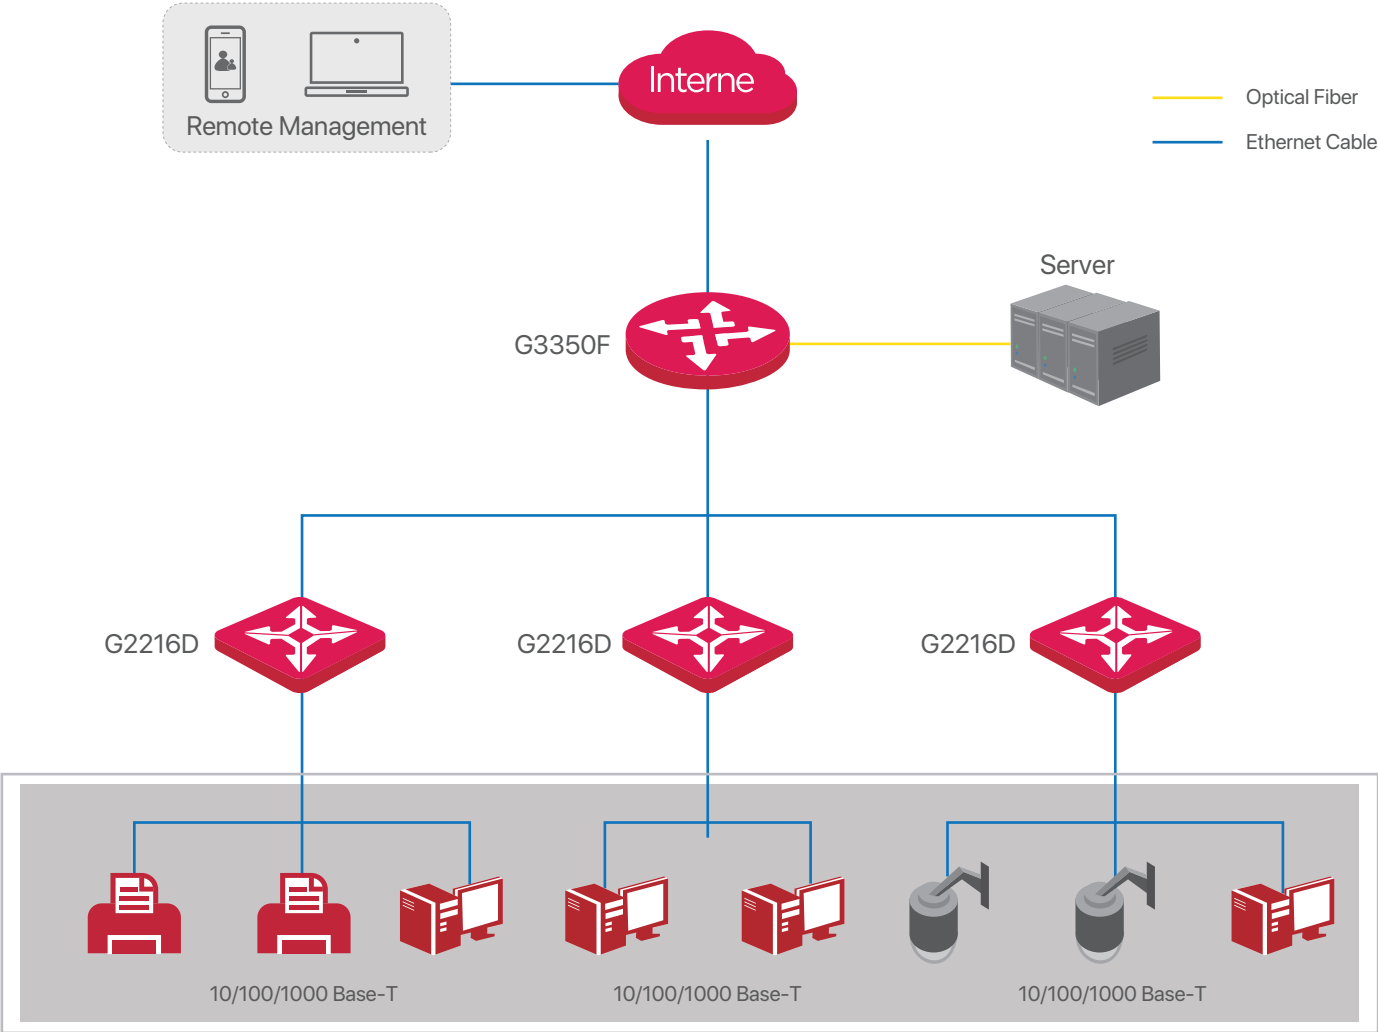 Interne
Remote Management
Optical Fiber
Ethernet Cable
Server
G3350F
G2216D
G2216D
G2216D
10/100/1000 Base-T
10/100/1000 Base-T
10/100/1000 Base-T